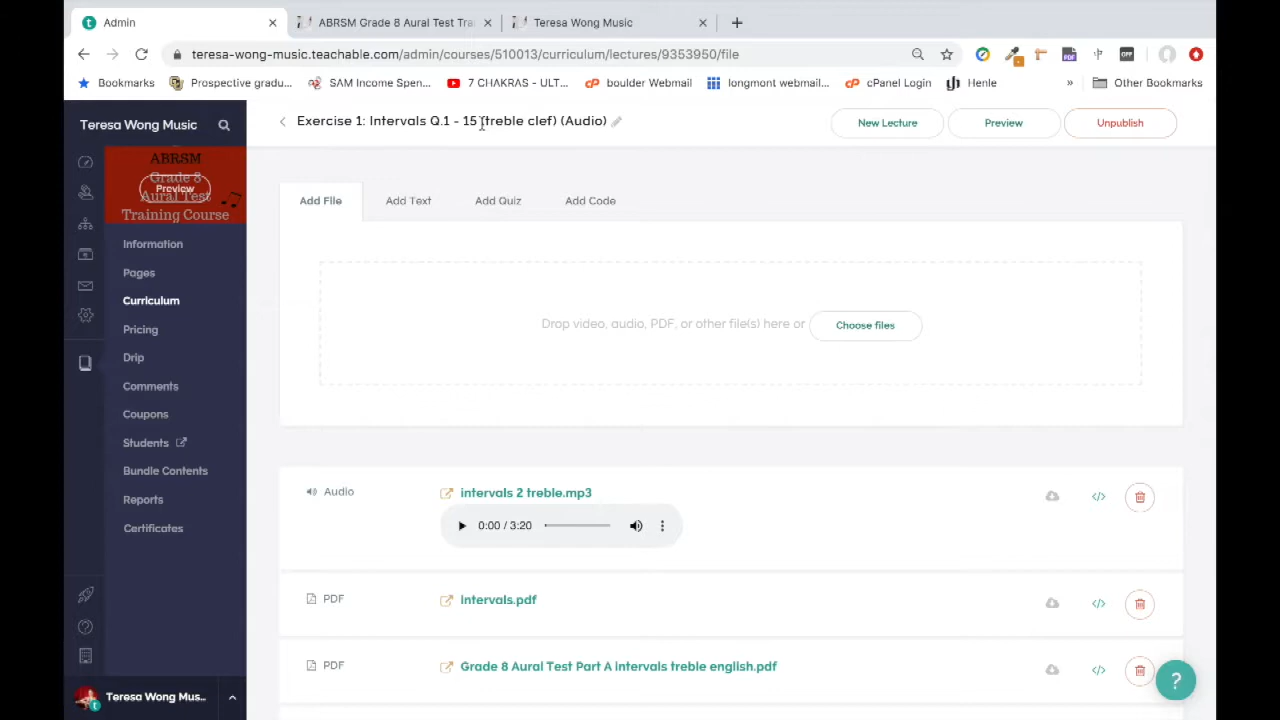 Admin
ABRSM Grade 8 Aural Test Tra
Teresa Wong Music
teresa-wong-music.teachable.com/admin/courses/510013/curriculum/lectures/9353950/file
PDF
OFF
Bookmarks
Prospective gradu...
SAM Income Spen...
7 CHAKRAS - ULT...
boulder Webmail
longmont webmail...
cPanel Login
Henle
»
Other Bookmarks
Teresa Wong Music
Exercise 1: Intervals Q.1 - 15 (treble clef) (Audio)
New Lecture
Preview
Unpublish
ABRSM
Grade 8
Preview
Aural Test
Training Course
Information
Pages
Curriculum
Pricing
Drip
Comments
Coupons
Students
Bundle Contents
Reports
Certificates
Teresa Wong Mus...
Add File
Add Text
Add Quiz
Add Code
Drop video, audio, PDF, or other file(s) here or
Choose files
Audio
intervals 2 treble.mp3
0:00 / 3:20
PDF
intervals.pdf
PDF
Grade 8 Aural Test Part A intervals treble english.pdf
?